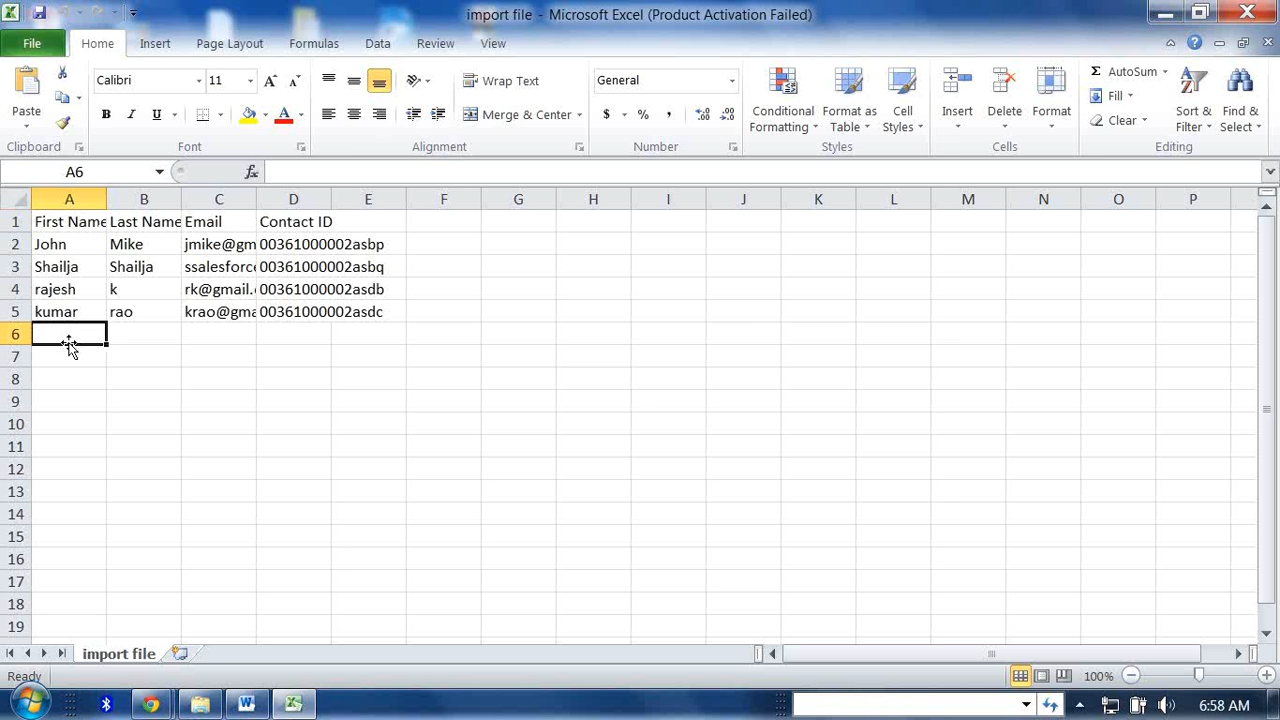 import file - Microsoft Excel (Product Activation Failed)
File Home Insert Page Layout Formulas Data Review View
Paste
Calibri 11
B I U
Wrap Text
Merge & Center
General
$ % ,
Conditional Formatting
Format as Table
Cell Styles
Insert
Delete
Format
Σ AutoSum
Fill
Clear
Sort & Filter
Find & Select
Clipboard Font Alignment Number Styles Cells Editing
A6 fx
A B C D E F G H I J K L M N O P
1 First Name Last Name Email Contact ID
2 John Mike jmike@gm 00361000002asbp
3 Shailja Shailja ssalesforce 00361000002asbq
4 rajesh k rk@gmail. 00361000002asdb
5 kumar rao krao@gma 00361000002asdc
6
7
8
9
10
11
12
13
14
15
16
17
18
19
import file
Ready 100%
6:58 AM